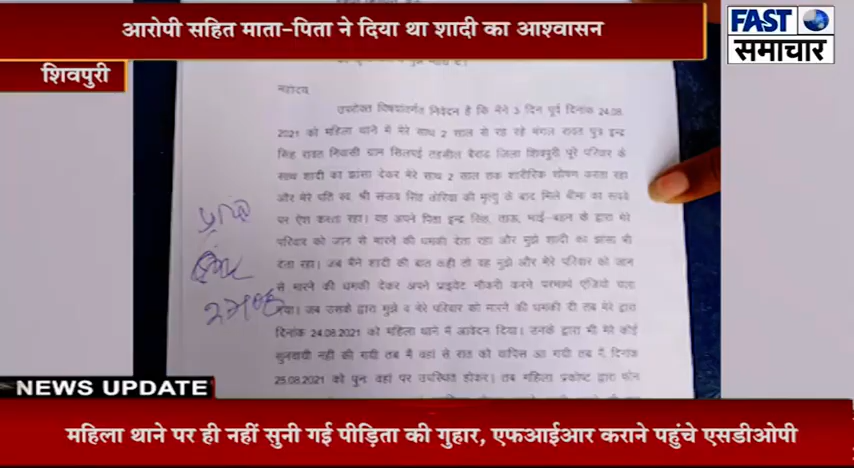 आरोपी सहित माता-पिता ने दिया था शादी का आश्वासन
FAST
समाचार
शिवपुरी
महोदय
उपरोक्त विषयांतर्गत निवेदन है कि मैने 3 दिन पूर्व दिनांक 24.08.
2021 को महिला थाने में मेरे साथ 2 साल से रह रहे मंगल रावत पुत्र इन्द्र
सिंह रावत निवासी ग्राम सिलपई तहसील बैराड जिला शिवपुरी पूरे परिवार के
साथ शादी का झांसा देकर मेरे साथ 2 साल तक शारीरिक शोषण करता रहा
और मेरे पति स्व. श्री संजय सिंह की मृत्यु के बाद मिले बीमा का रूपये
पर ऐश करता रहा। यह अपने पिता इन्द्र सिंह, ताऊ, भाई-बहन के द्वारा मेरे
परिवार को जान से मारने की धमकी देता रहा और मुझे शादी का झांसा भी
देता रहा। जब मैने शादी की बात कही तो वह मुझे और मेरे परिवार को जान
से मारने की धमकी देकर अपने प्राइवेट नौकरी करने चला
गया। जब उसके द्वारा मुझे व मेरे परिवार को मारने की धमकी दी तब मेरे द्वारा
दिनांक 24.08.2021 को महिला थाने में आवेदन दिया। उनके द्वारा भी मेरे कोई
सुनवायी नही की गयी तब मैं वहां से रात को वापिस आ गयी तब मैं दिनांक
25.08.2021 को पुनः वहां पर उपस्थित होकर। तब महिला प्रकोष्ट द्वारा फोन
NEWS UPDATE
महिला थाने पर ही नहीं सुनी गई पीड़िता की गुहार, एफआईआर कराने पहुंचे एसडीओपी